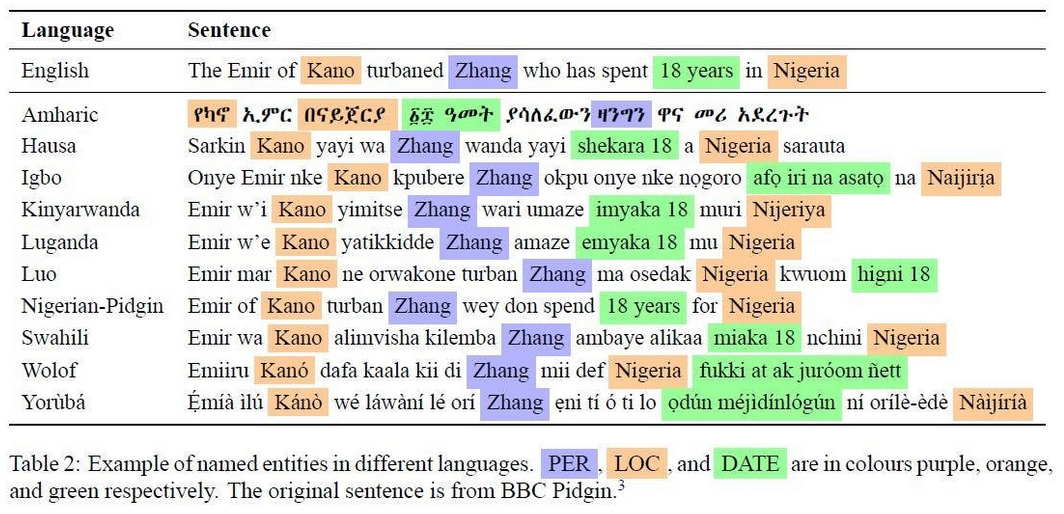 Language Sentence
English The Emir of Kano turbaned Zhang who has spent 18 years in Nigeria
Amharic የካኖ ኢምር በናይጀርያ ፩፰ ዓመት ያሳለፈውን ዛንግን ዋና መሪ አደረጉት
Hausa Sarkin Kano yayi wa Zhang wanda yayi shekara 18 a Nigeria sarauta
Igbo Onye Emir nke Kano kpubere Zhang okpu onye nke nọgoro afọ iri na asatọ na Naijirịa
Kinyarwanda Emir w'i Kano yimitse Zhang wari umaze imyaka 18 muri Nijeriya
Luganda Emir w'e Kano yatikkidde Zhang amaze emyaka 18 mu Nigeria
Luo Emir mar Kano ne orwakone turban Zhang ma osedak Nigeria kwuom higni 18
Nigerian-Pidgin Emir of Kano turban Zhang wey don spend 18 years for Nigeria
Swahili Emir wa Kano alimvisha kilemba Zhang ambaye alikaa miaka 18 nchini Nigeria
Wolof Emiiru Kanó dafa kaala kii di Zhang mii def Nigeria fukki at ak juróom ñett
Yorùbá Ẹ́míà ìlú Kánò wé láwàní lé orí Zhang ẹni tí ó ti lo ọdún méjìdínlógún ní orílè-èdè Nàìjíríà
Table 2: Example of named entities in different languages. PER , LOC , and DATE are in colours purple, orange,
and green respectively. The original sentence is from BBC Pidgin.3